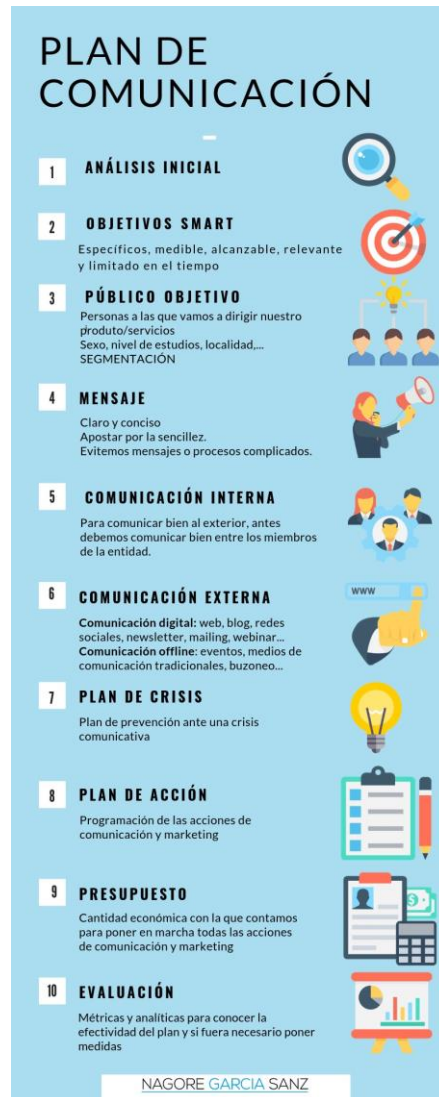 PLAN DE
COMUNICACIÓN
1 ANÁLISIS INICIAL
2 OBJETIVOS SMART
Específicos, medible, alcanzable, relevante
y limitado en el tiempo
3 PÚBLICO OBJETIVO
Personas a las que vamos a dirigir nuestro
produto/servicios
Sexo, nivel de estudios, localidad,...
SEGMENTACIÓN
4 MENSAJE
Claro y conciso
Apostar por la sencillez.
Evitemos mensajes o procesos complicados.
5 COMUNICACIÓN INTERNA
Para comunicar bien al exterior, antes
debemos comunicar bien entre los miembros
de la entidad.
6 COMUNICACIÓN EXTERNA
WWW
Comunicación digital: web, blog, redes
sociales, newsletter, mailing, webinar...
Comunicación offline: eventos, medios de
comunicación tradicionales, buzoneo...
7 PLAN DE CRISIS
Plan de prevención ante una crisis
comunicativa
8 PLAN DE ACCIÓN
Programación de las acciones de
comunicación y marketing
9 PRESUPUESTO
$
Cantidad económica con la que contamos
para poner en marcha todas las acciones
de comunicación y marketing
10 EVALUACIÓN
Métricas y analíticas para conocer la
efectividad del plan y si fuera necesario poner
medidas
NAGORE GARCIA SANZ